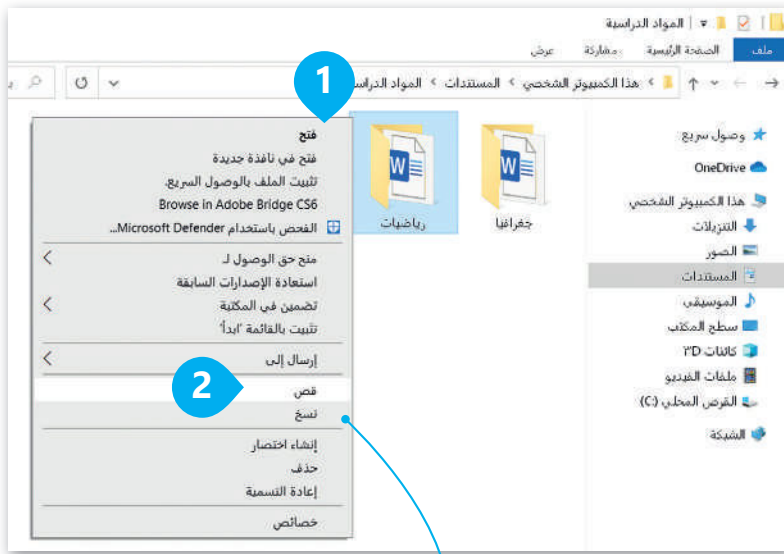 المواد الدراسية
ملف الصفحة الرئيسية مشاركة عرض
هذا الكمبيوتر الشخصي > المستندات > المواد الدراسـ
1
وصول سريع
OneDrive
هذا الكمبيوتر الشخصي
التنزيلات
الصور
المستندات
الموسيقى
سطح المكتب
كائنات ٣D
ملفات الفيديو
القرص المحلي (C:)
الشبكة
جغرافيا
رياضيات
فتح
فتح في نافذة جديدة
تثبيت الملف بالوصول السريع.
Browse in Adobe Bridge CS6
الفحص باستخدام Microsoft Defender...
منح حق الوصول لـ
استعادة الإصدارات السابقة
تضمين في المكتبة
تثبيت بالقائمة 'ابدأ'
إرسال إلى
2
قص
نسخ
إنشاء اختصار
حذف
إعادة التسمية
خصائص